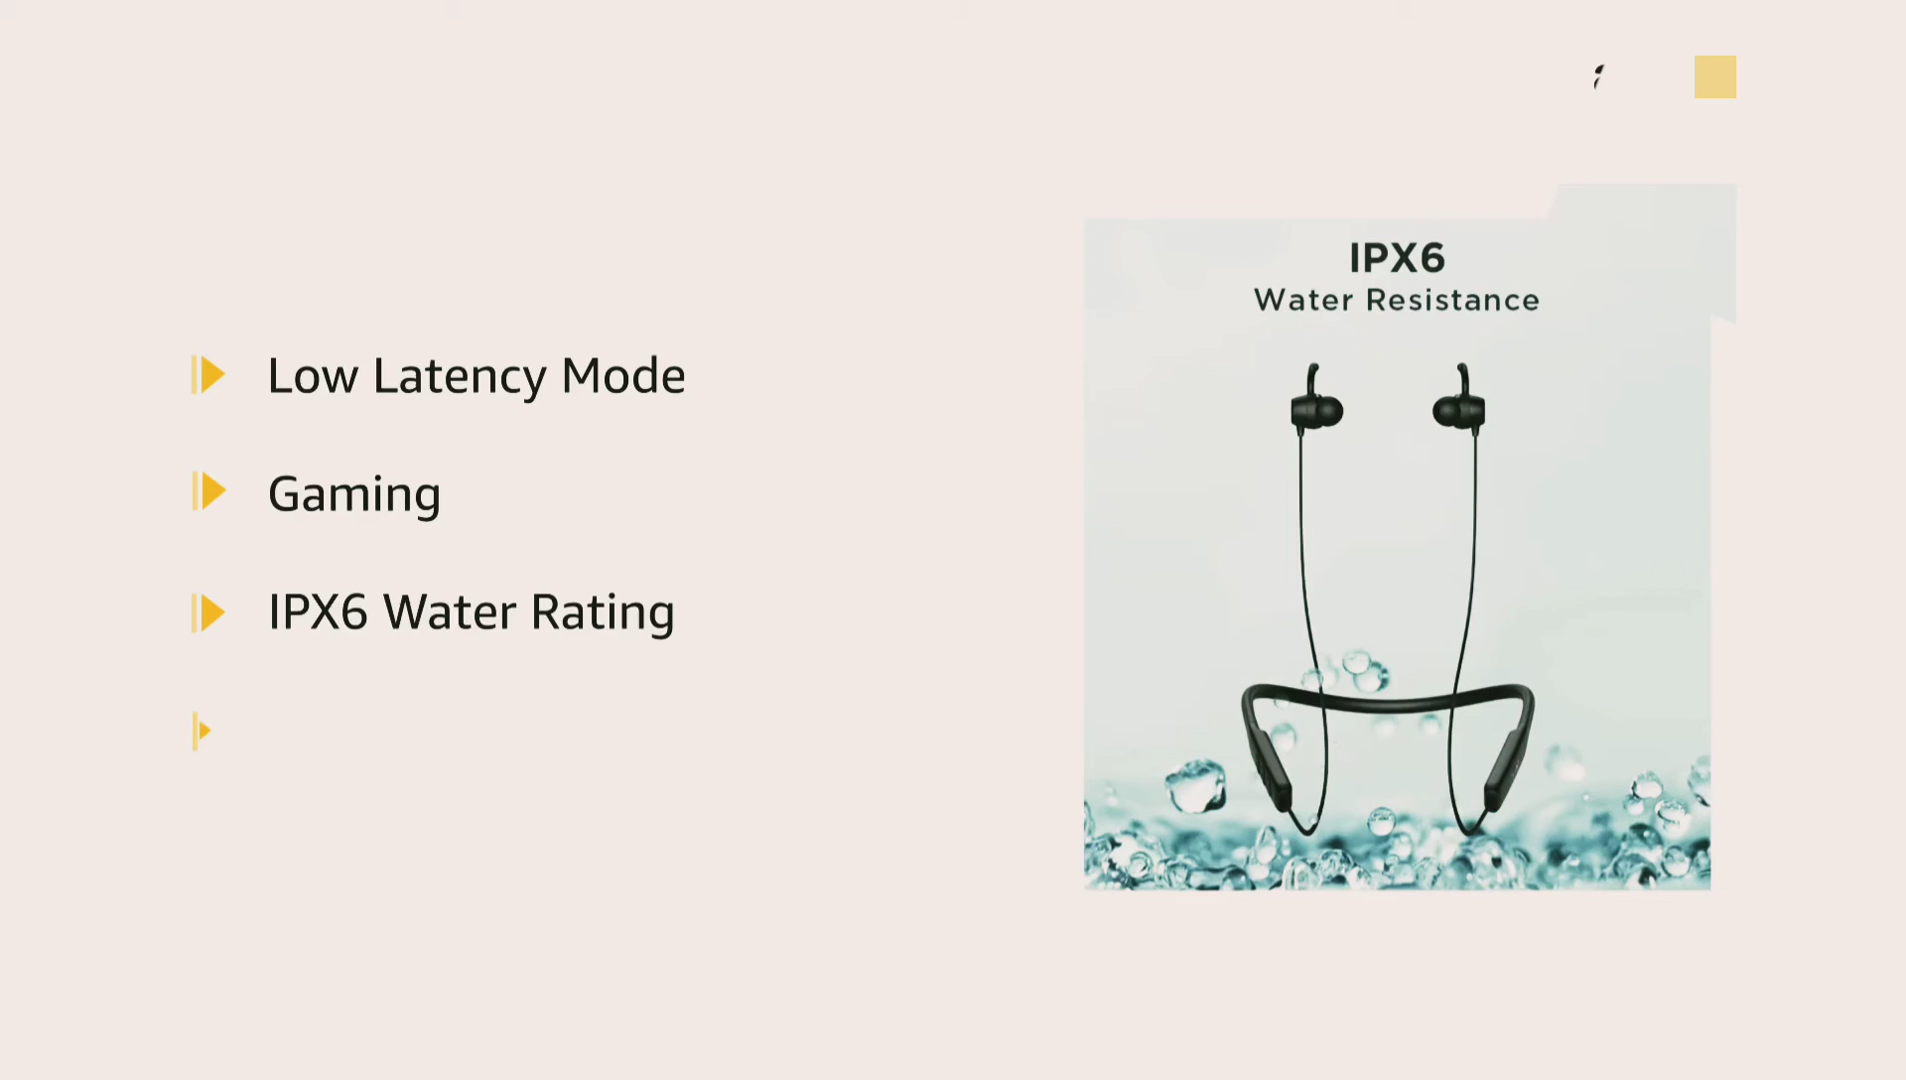 IPX6
Water Resistance
Low Latency Mode
Gaming
IPX6 Water Rating